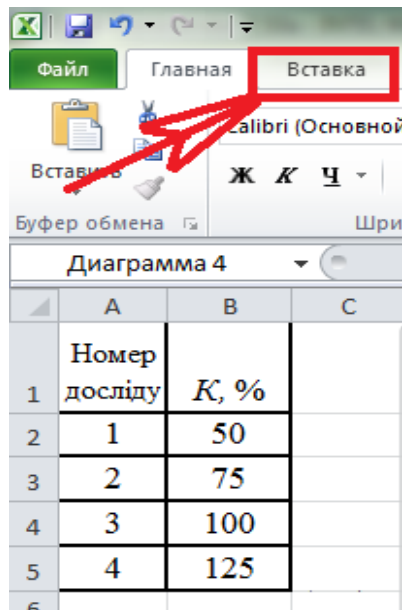 Файл Главная Вставка
Calibri (Основной
Вставить
Ж К Ч
Буфер обмена Шри
Диаграмма 4
A B C
1 Номер досліду К, %
2 1 50
3 2 75
4 3 100
5 4 125
6